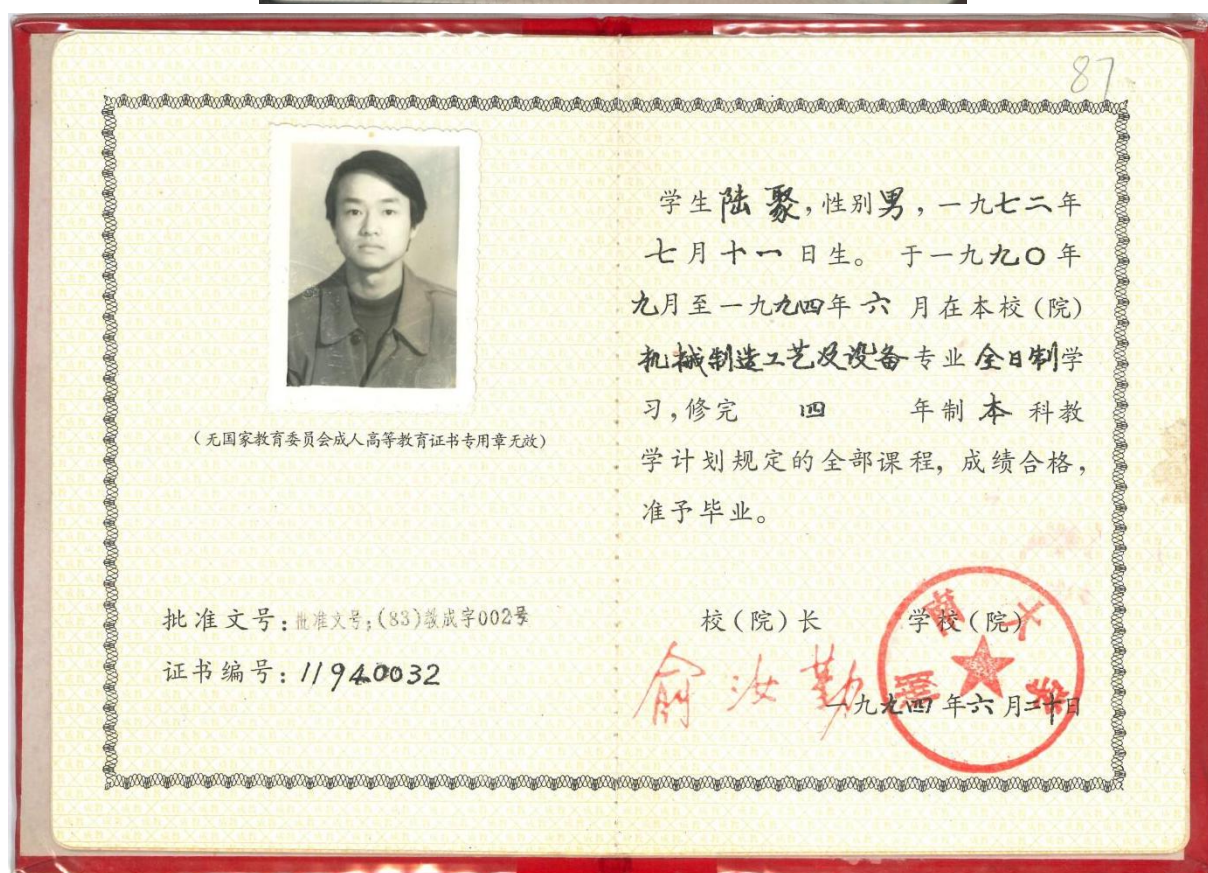 87
学生陆聚,性别男,一九七二年
七月十一日生。于一九九〇年
九月至一九九四年六月在本校(院)
机械制造工艺及设备专业全日制学
习,修完 四 年制本科教
学计划规定的全部课程,成绩合格,
准予毕业。
(无国家教育委员会成人高等教育证书专用章无效)
批准文号:批准文号:(83)教成字002号
证书编号:11940032
校(院)长 学校(院)
俞汝勤
湖南大学
一九九四年六月二十日